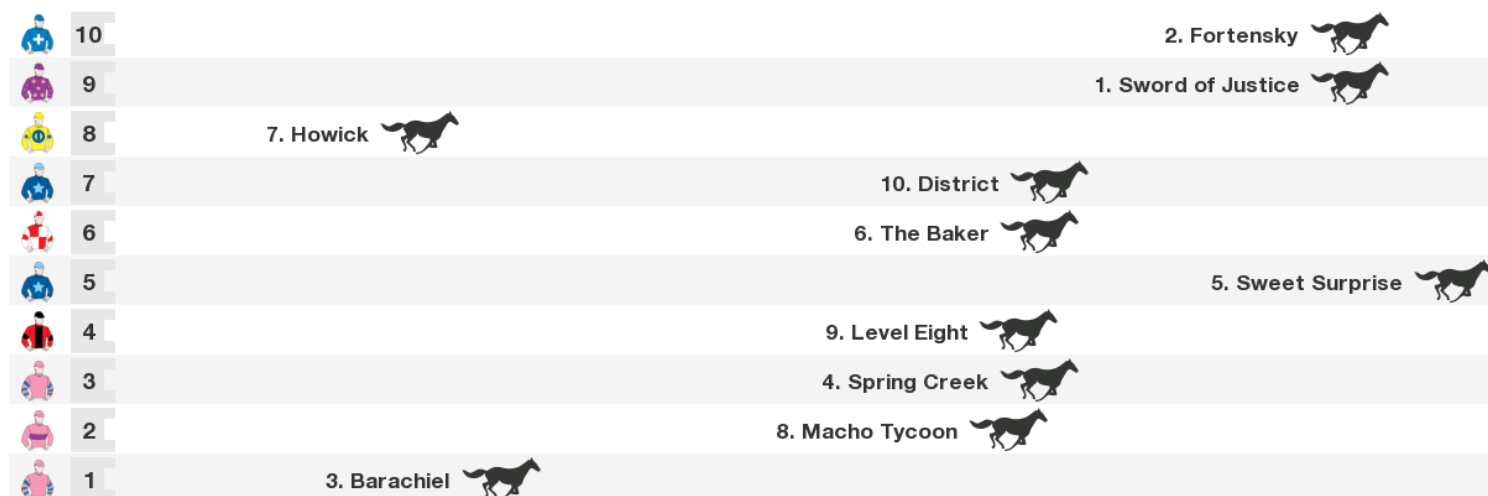 10 2. Fortensky
9 1. Sword of Justice
8 7. Howick
7 10. District
6 6. The Baker
5 5. Sweet Surprise
4 9. Level Eight
3 4. Spring Creek
2 8. Macho Tycoon
1 3. Barachiel